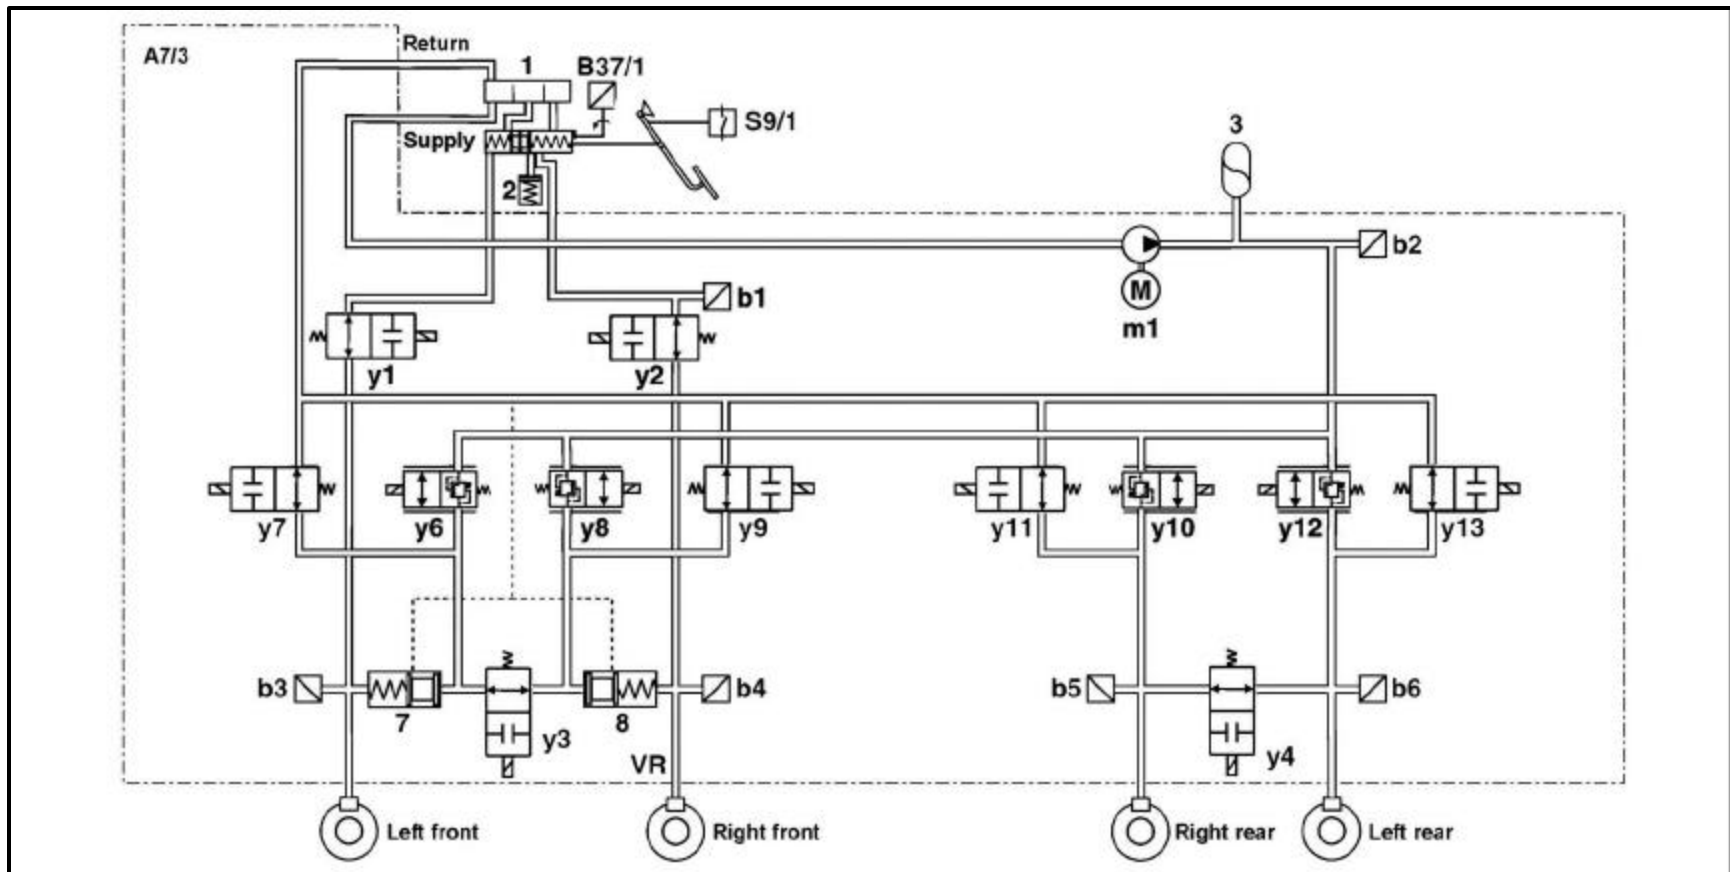 Return
A7/3
1 B37/1
S9/1
3
Supply
2
b2
b1
M
m1
y1 y2
y7 y6 y8 y9 y11 y10 y12 y13
b3 b4 b5 b6
7 8
y3 y4
VR
Left front Right front Right rear Left rear